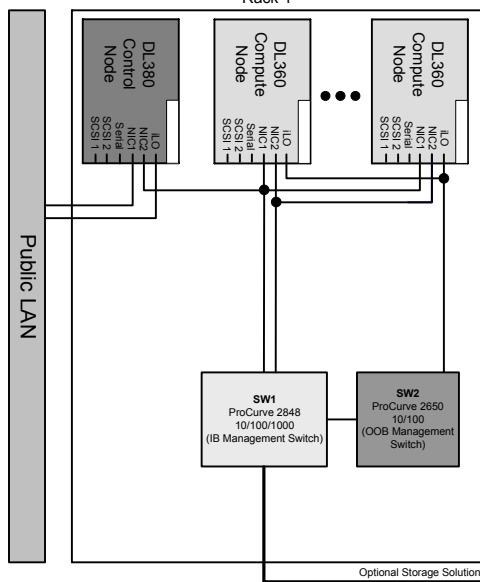 Rack 1
DL380
Control
Node
SCSI 1
SCSI 2
Serial
NIC1
NIC2
iLO
DL360
Compute
Node
SCSI 1
SCSI 2
Serial
NIC1
NIC2
iLO
DL360
Compute
Node
SCSI 1
SCSI 2
Serial
NIC1
NIC2
iLO
Public LAN
SW1
ProCurve 2848
10/100/1000
(IB Management Switch)
SW2
ProCurve 2650
10/100
(OOB Management
Switch)
Optional Storage Solution